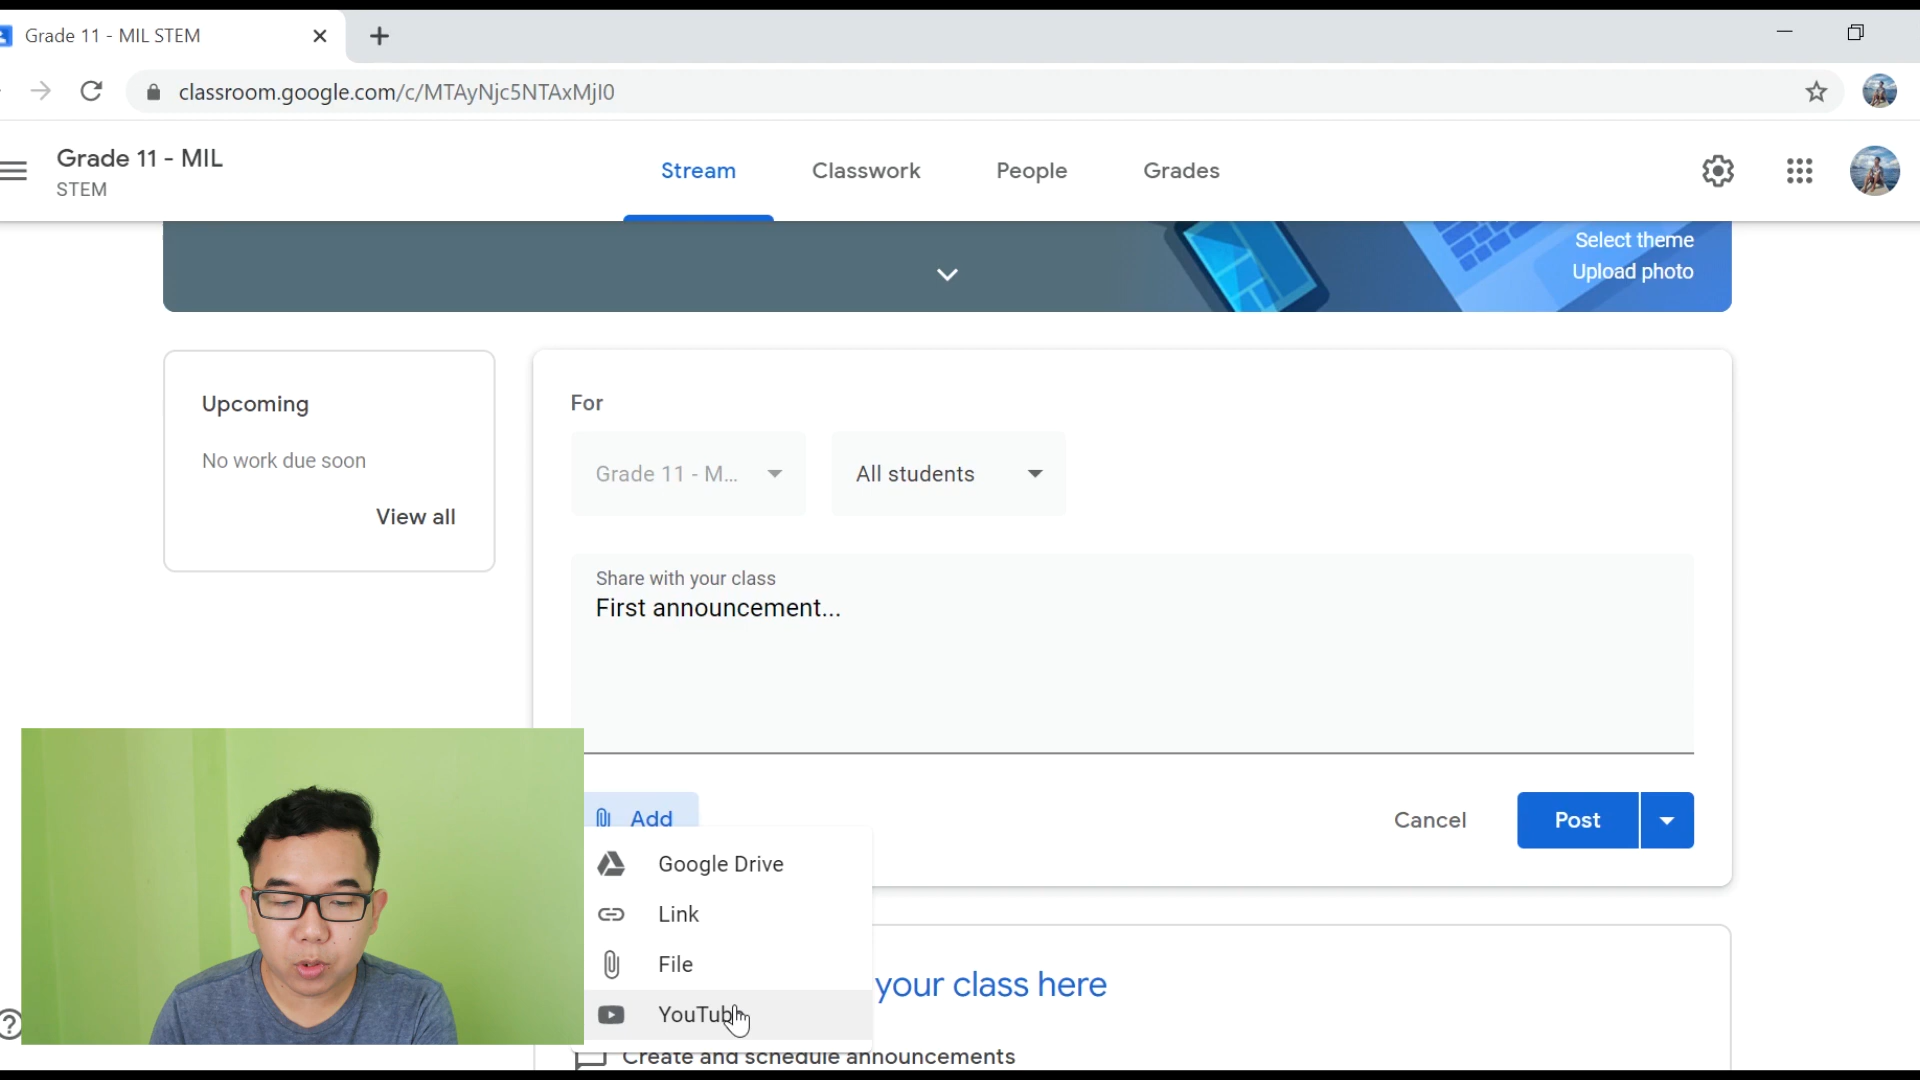 Grade 11 - MIL STEM
classroom.google.com/c/MTAyNjc5NTAxMjI0
Grade 11 - MIL
STEM
Stream
Classwork
People
Grades
Select theme
Upload photo
Upcoming
No work due soon
View all
For
Grade 11 - M...
All students
Share with your class
First announcement...
Add
Cancel
Post
Google Drive
Link
File
YouTube
your class here
Create and schedule announcements